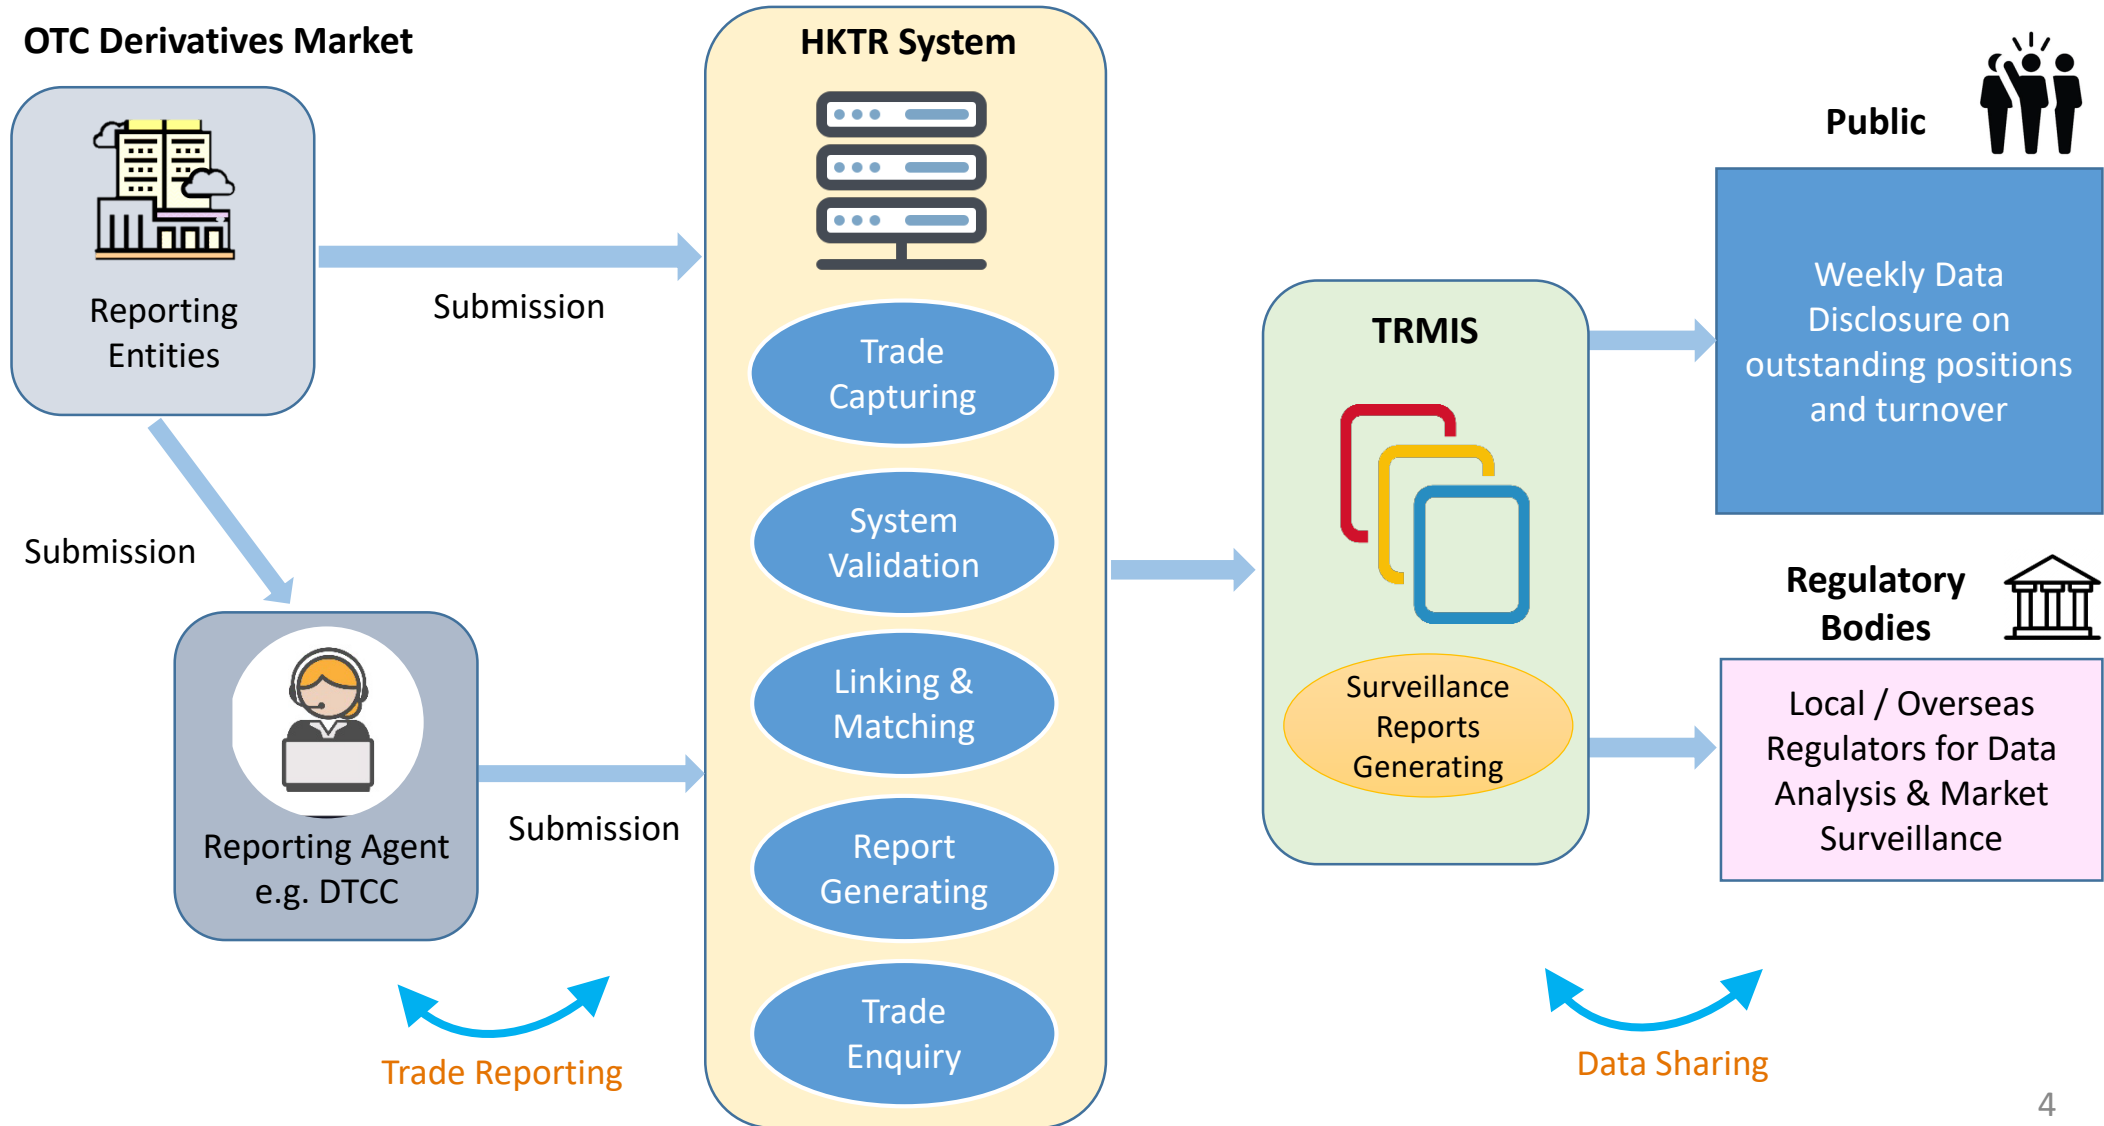 OTC Derivatives Market
Reporting
Entities
Submission
Submission
Reporting Agent
e.g. DTCC
Submission
Trade Reporting
HKTR System
Trade
Capturing
System
Validation
Linking &
Matching
Report
Generating
Trade
Enquiry
TRMIS
Surveillance
Reports
Generating
Public
Weekly Data
Disclosure on
outstanding positions
and turnover
Regulatory
Bodies
Local / Overseas
Regulators for Data
Analysis & Market
Surveillance
Data Sharing
4